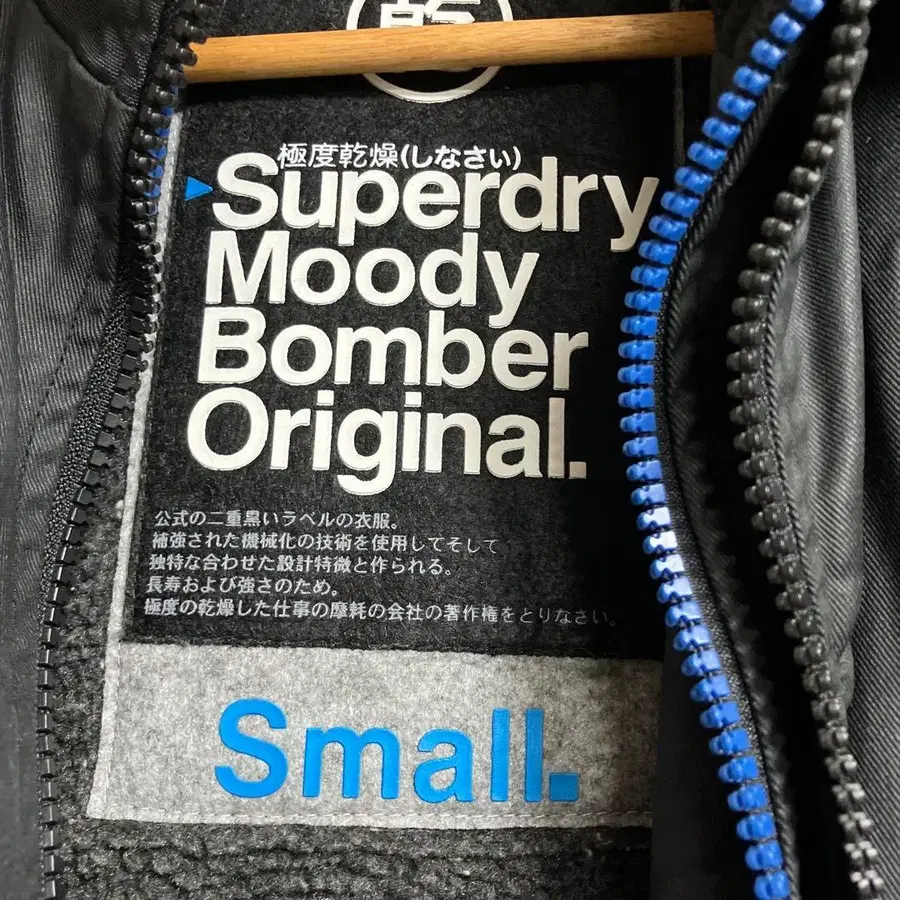 乾
極度乾燥(しなさい)
Superdry
Moody
Bomber
Original.
公式の二重黒いラベルの衣服。
補強された機械化の技術を使用してそして
独特な合わせた設計特徴と作られる。
長寿および強さのため。
極度の乾燥した仕事の摩耗の会社の著作権をとりなさい。
Small.